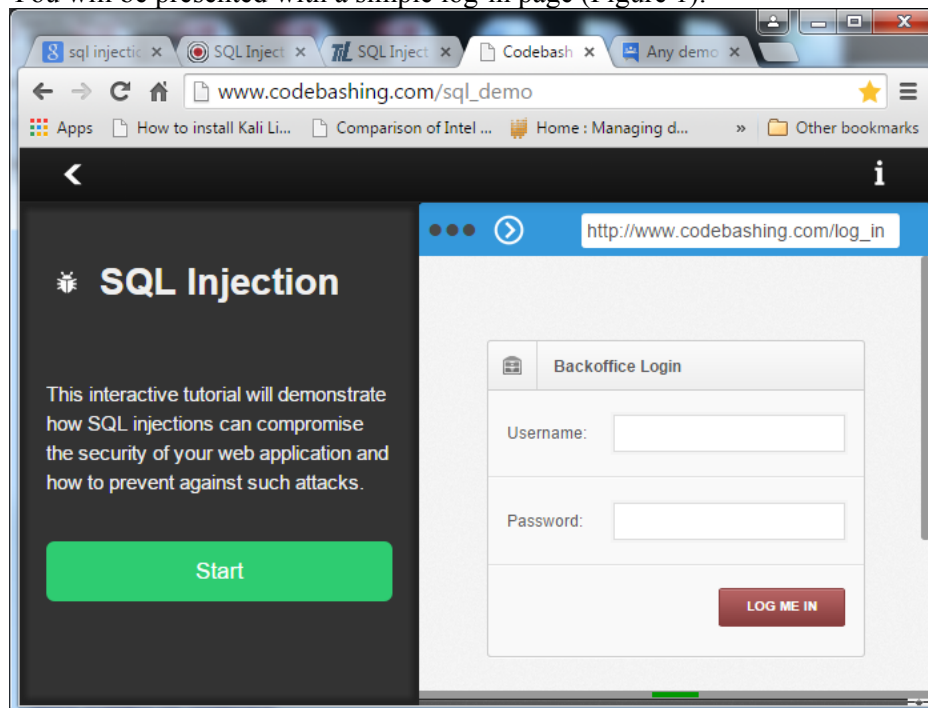 You will be presented with a simple log-in page (Figure 1).
sql injectic
SQL Inject
SQL Inject
Codebash
Any demo
www.codebashing.com/sql_demo
Apps
How to install Kali Li...
Comparison of Intel ...
Home : Managing d...
»
Other bookmarks
SQL Injection
This interactive tutorial will demonstrate
how SQL injections can compromise
the security of your web application and
how to prevent against such attacks.
Start
http://www.codebashing.com/log_in
Backoffice Login
Username:
Password:
LOG ME IN